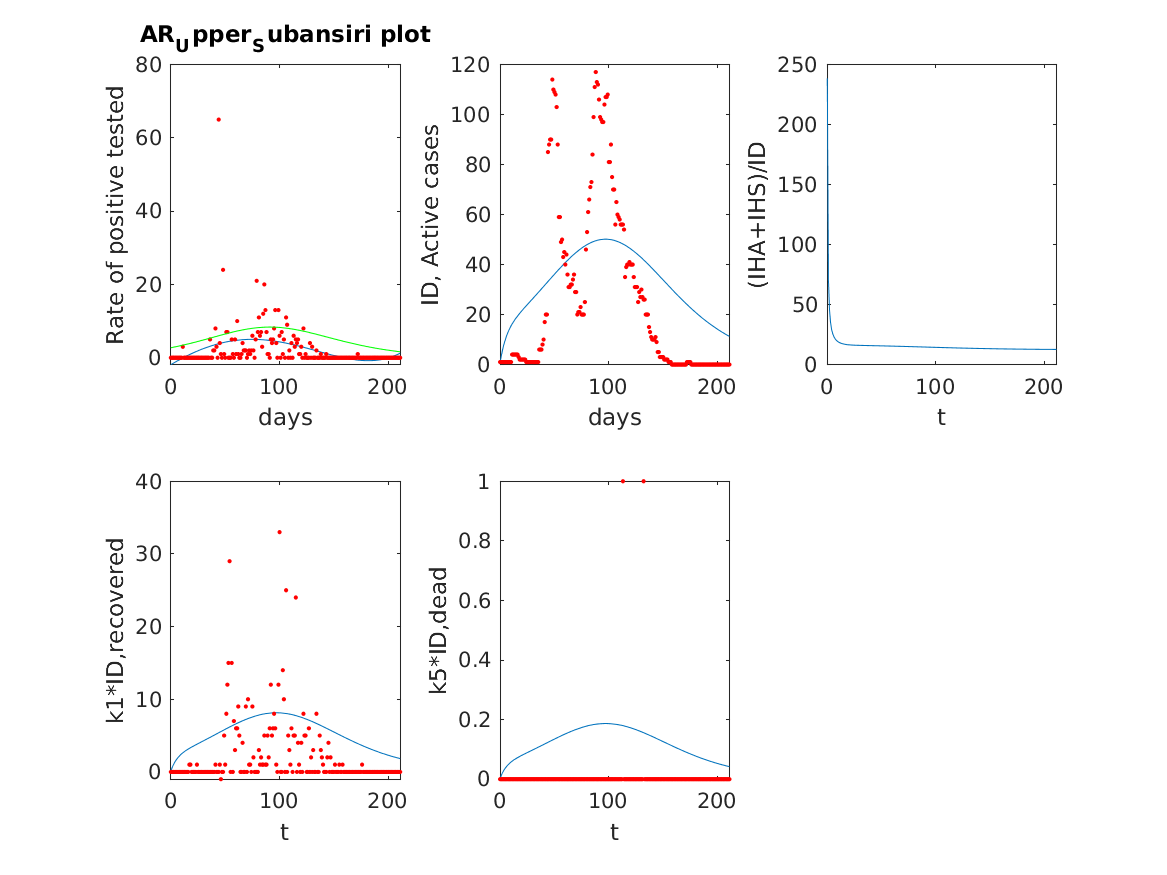 AR_Upper_Subansiri plot
80
60
40
20
0
0 100 200
Rate of positive tested
days
120
100
80
60
40
20
0
0 100 200
ID, Active cases
days
250
200
150
100
50
0
0 100 200
(IHA+IHS)/ID
t
40
30
20
10
0
0 100 200
k1*ID,recovered
t
1
0.8
0.6
0.4
0.2
0
0 100 200
k5*ID,dead
t